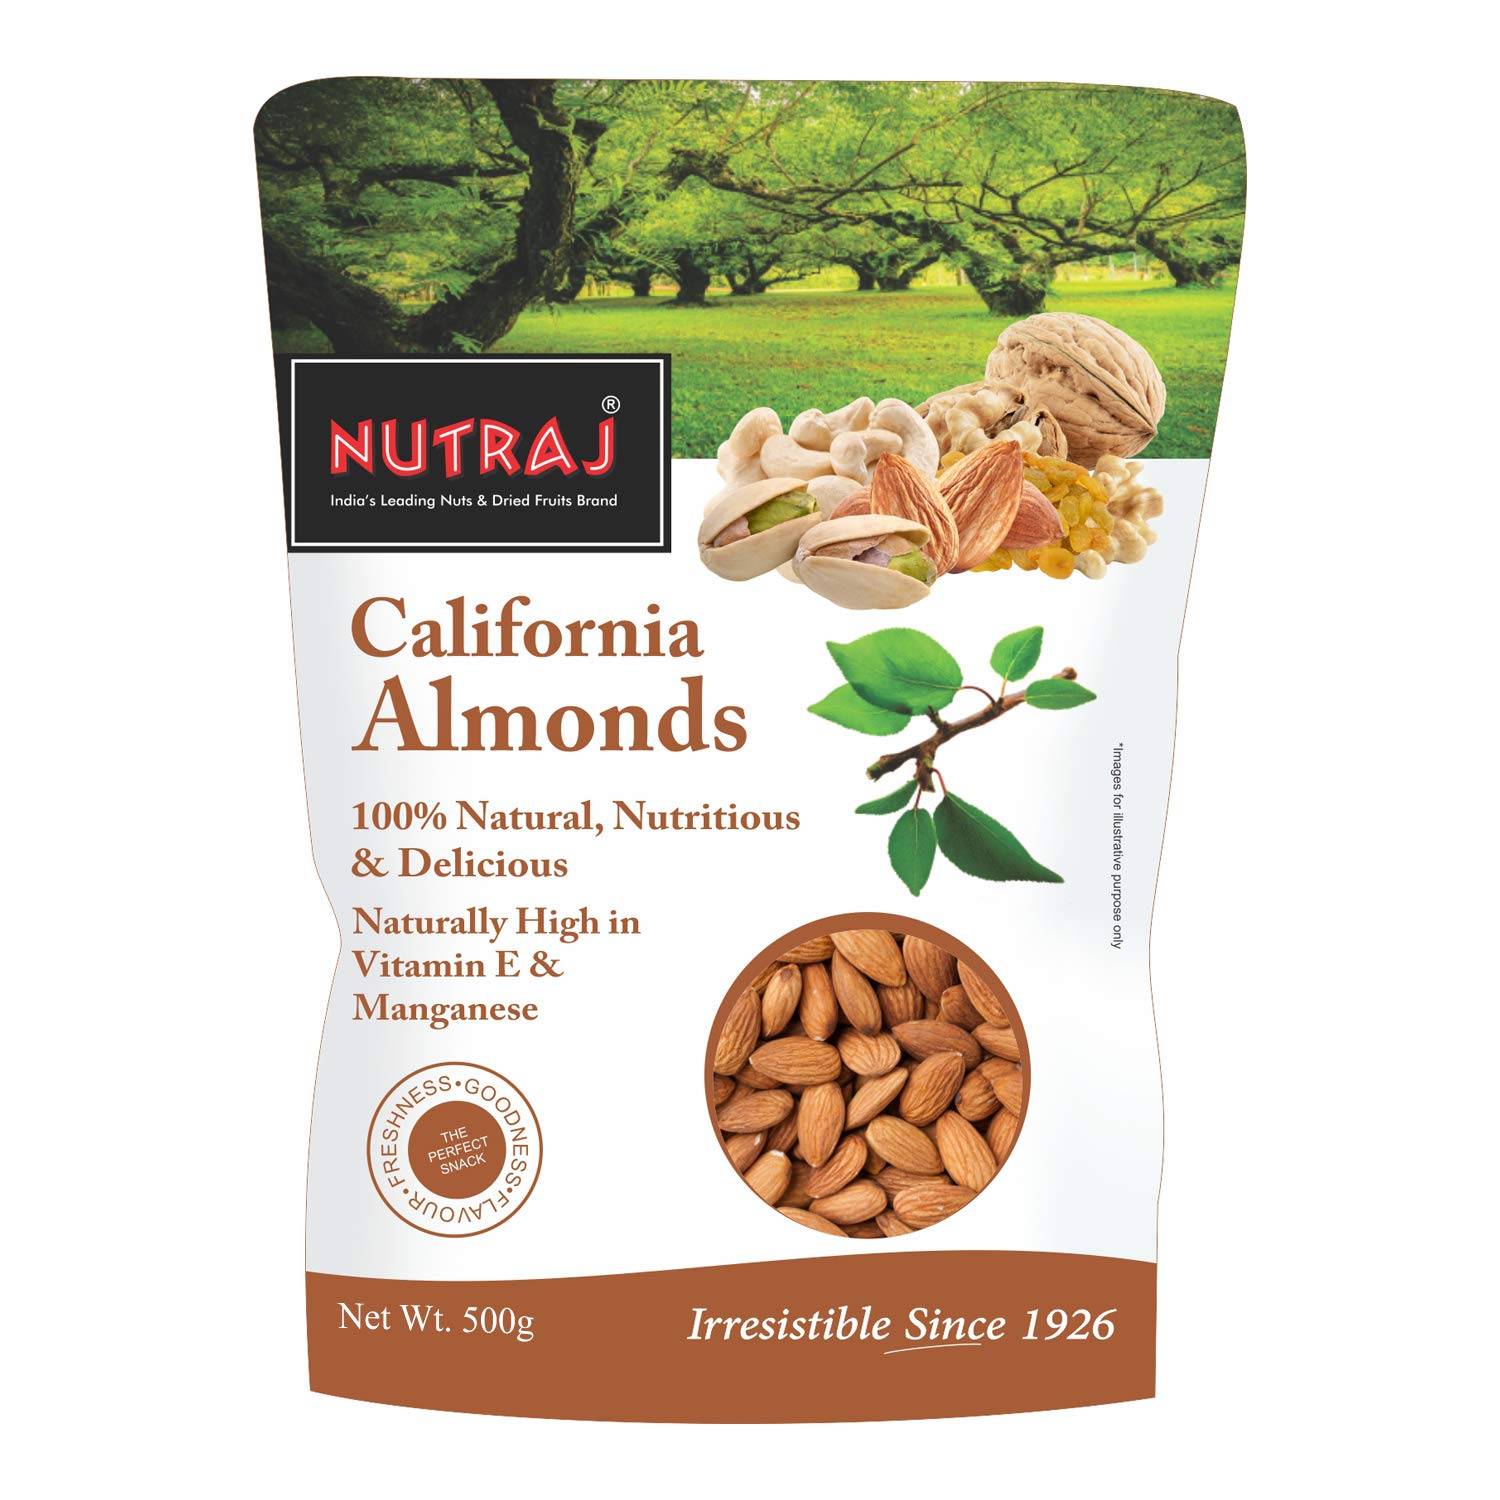 NUTRAJ®
India's Leading Nuts & Dried Fruits Brand
California
Almonds
100% Natural, Nutritious
& Delicious
Naturally High in
Vitamin E &
Manganese
*Images for illustrative purpose only
FRESHNESS • GOODNESS • FLAVOUR •
THE
PERFECT
SNACK
Net Wt. 500g
Irresistible Since 1926